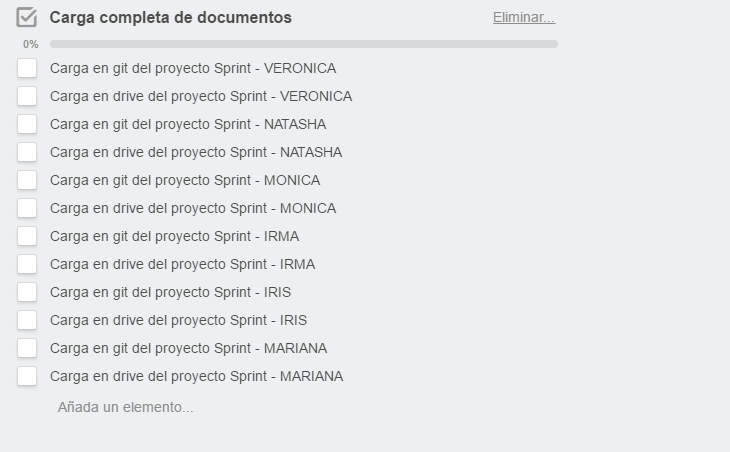 Carga completa de documentos Eliminar...
0%
Carga en git del proyecto Sprint - VERONICA
Carga en drive del proyecto Sprint - VERONICA
Carga en git del proyecto Sprint - NATASHA
Carga en drive del proyecto Sprint - NATASHA
Carga en git del proyecto Sprint - MONICA
Carga en drive del proyecto Sprint - MONICA
Carga en git del proyecto Sprint - IRMA
Carga en drive del proyecto Sprint - IRMA
Carga en git del proyecto Sprint - IRIS
Carga en drive del proyecto Sprint - IRIS
Carga en git del proyecto Sprint - MARIANA
Carga en drive del proyecto Sprint - MARIANA
Añada un elemento...